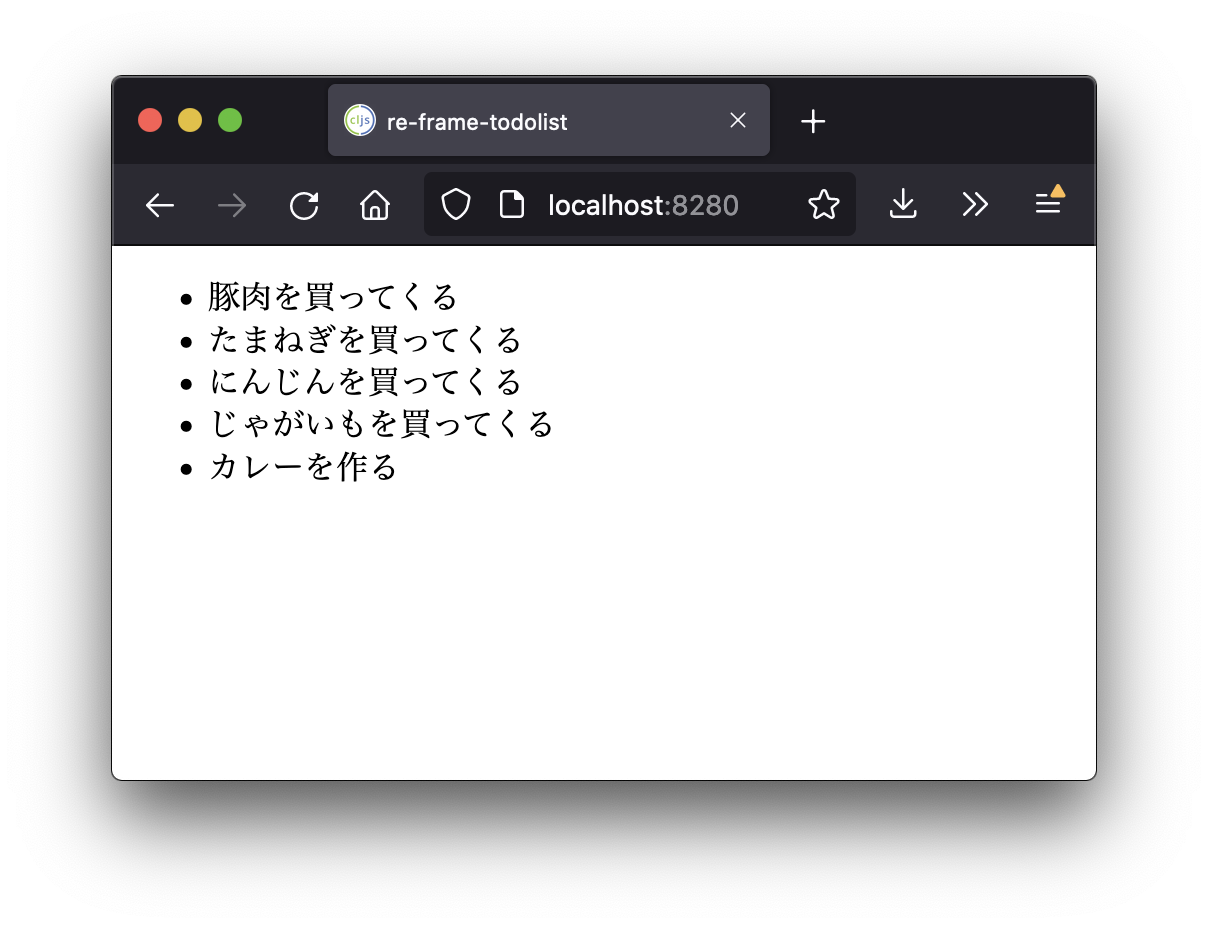 cljs re-frame-todolist
localhost:8280
豚肉を買ってくる
たまねぎを買ってくる
にんじんを買ってくる
じゃがいもを買ってくる
カレーを作る